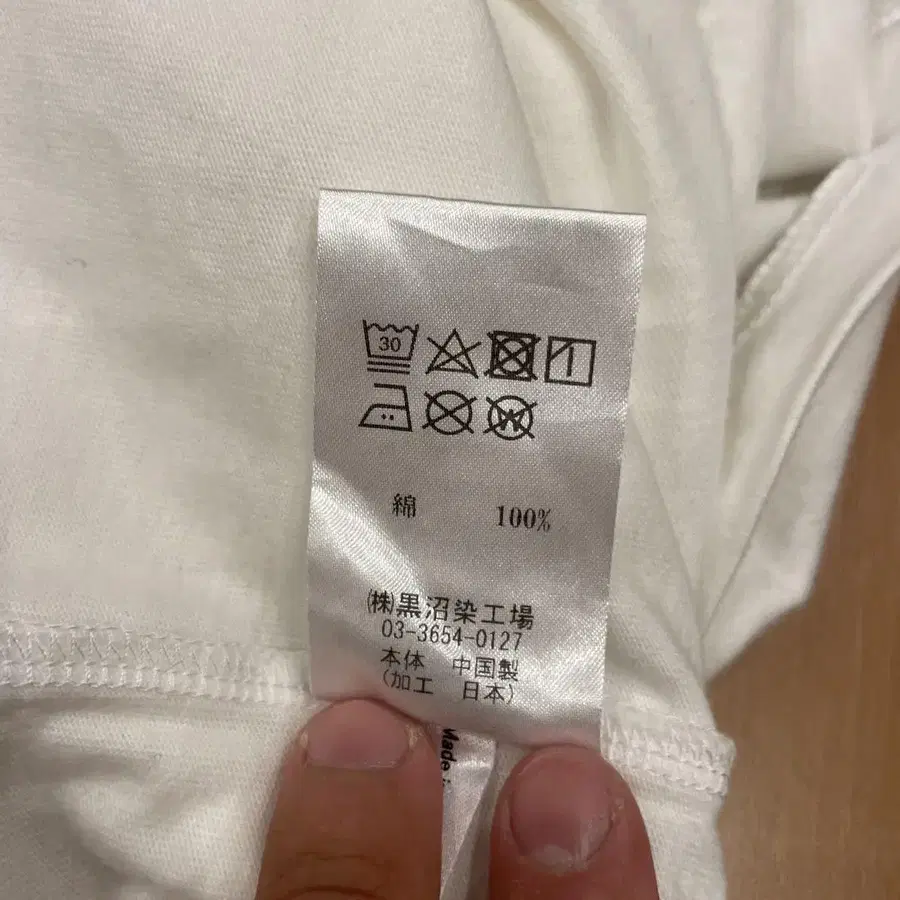 30
W
綿 100%
㈱黒沼染工場
03-3654-0127
本体 中国製
(加工 日本)
Made